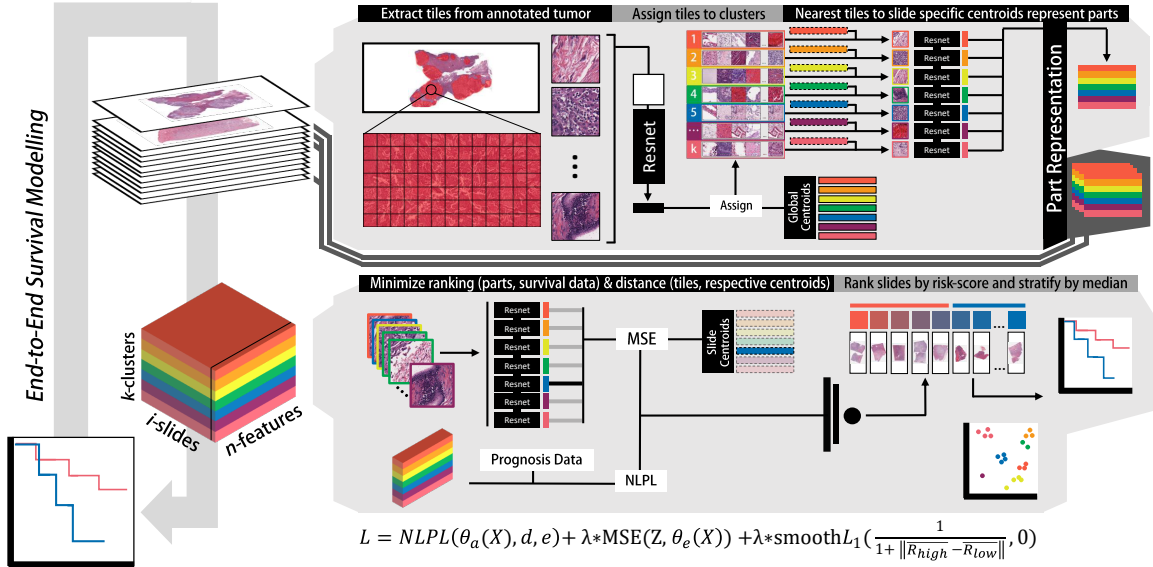 End-to-End Survival Modelling
Extract tiles from annotated tumor
Assign tiles to clusters
Nearest tiles to slide specific centroids represent parts
1
2
3
4
5
...
k
Resnet
Resnet
Resnet
Resnet
Resnet
Resnet
Resnet
Resnet
Assign
Global
Centroids
Part Representation
k-clusters
i-slides
n-features
Minimize ranking (parts, survival data) & distance (tiles, respective centroids)
Rank slides by risk-score and stratify by median
Resnet
Resnet
Resnet
Resnet
Resnet
Resnet
Resnet
MSE
Slide
Centroids
Prognosis Data
NLPL
L = NLPL(θₐ(X), d, e)+ λ∗MSE(Z, θₑ(X)) +λ∗smoothL₁(1/(1+ ‖R̅_high − R̅_low‖), 0)